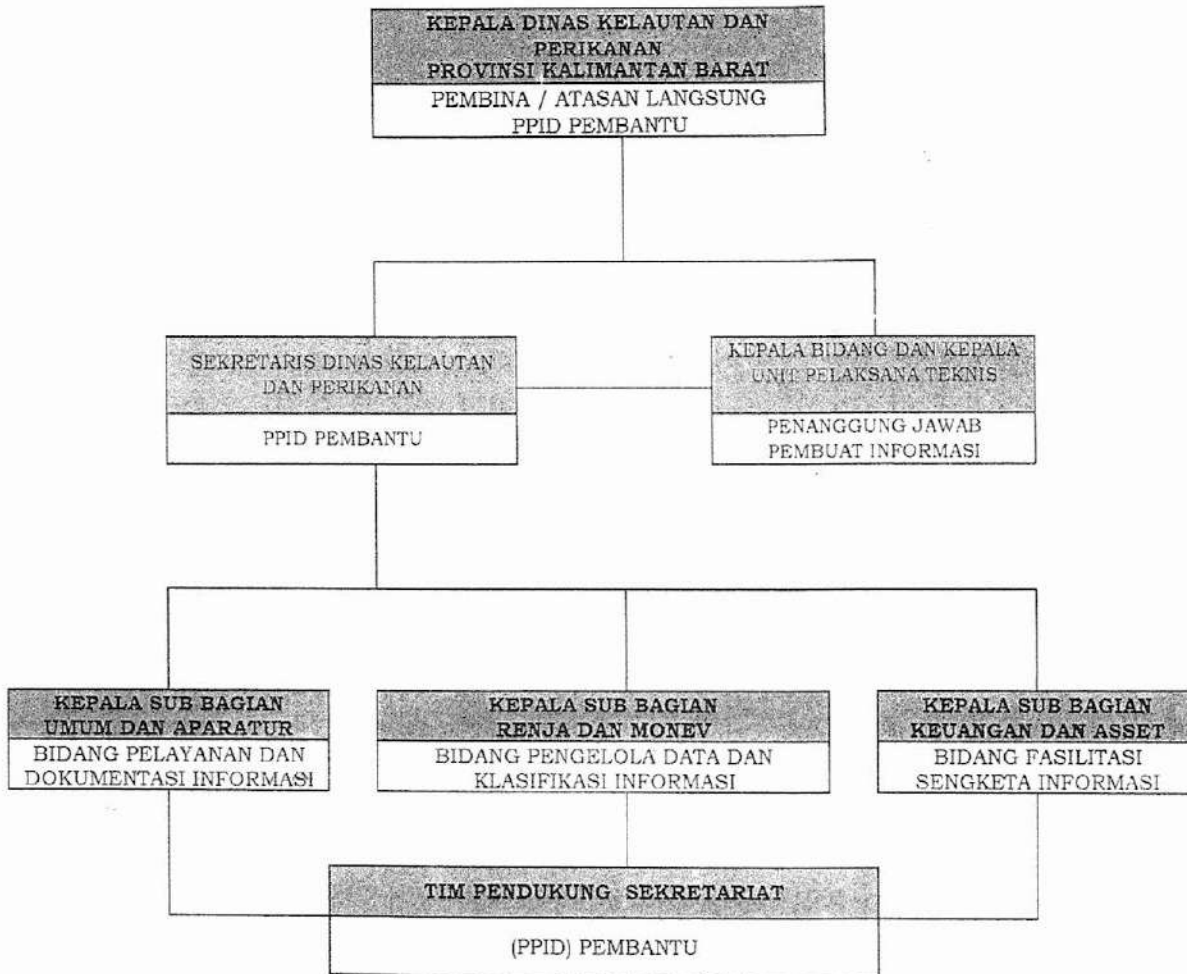 KEPALA DINAS KELAUTAN DAN
PERIKANAN
PROVINSI KALIMANTAN BARAT
PEMBINA / ATASAN LANGSUNG
PPID PEMBANTU
SEKRETARIS DINAS KELAUTAN
DAN PERIKANAN
PPID PEMBANTU
KEPALA BIDANG DAN KEPALA
UNIT PELAKSANA TEKNIS
PENANGGUNG JAWAB
PEMBUAT INFORMASI
KEPALA SUB BAGIAN
UMUM DAN APARATUR
BIDANG PELAYANAN DAN
DOKUMENTASI INFORMASI
KEPALA SUB BAGIAN
RENJA DAN MONEV
BIDANG PENGELOLA DATA DAN
KLASIFIKASI INFORMASI
KEPALA SUB BAGIAN
KEUANGAN DAN ASSET
BIDANG FASILITASI
SENGKETA INFORMASI
TIM PENDUKUNG SEKRETARIAT
(PPID) PEMBANTU